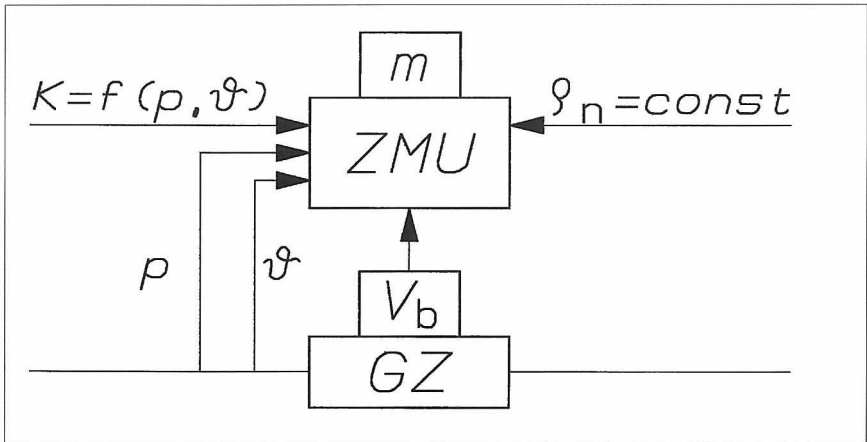 m
K=f(p,ϑ)
ρn=const
ZMU
p
ϑ
Vb
GZ